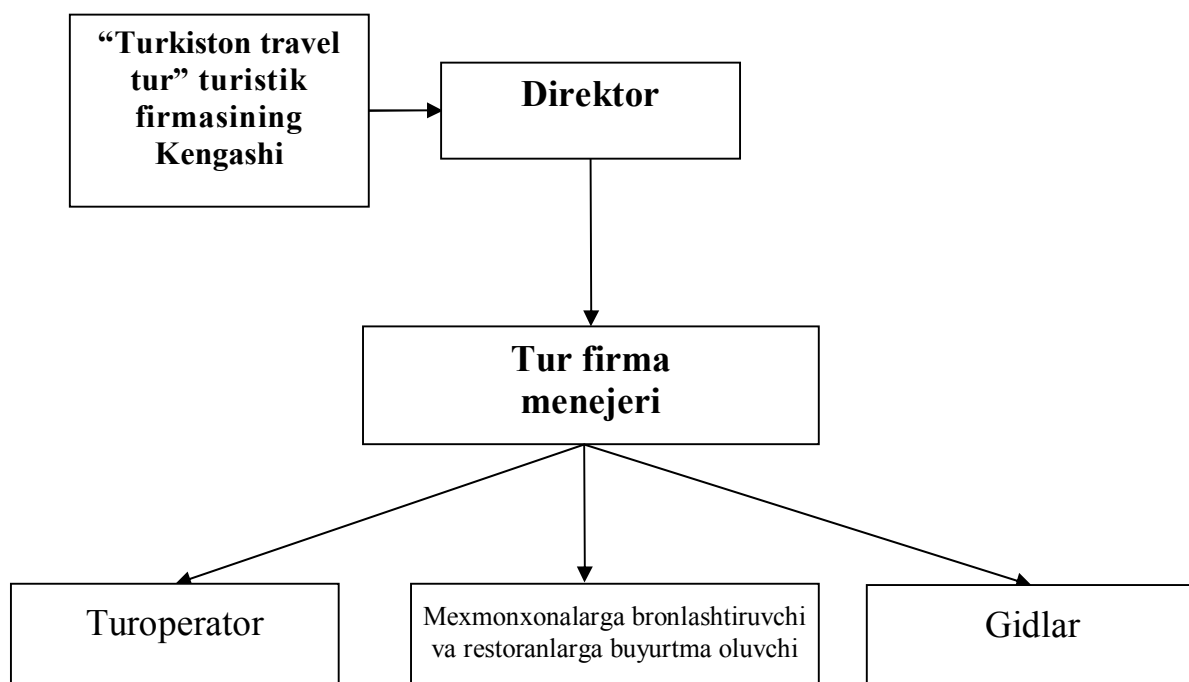 “Turkiston travel
tur” turistik
firmasining
Kengashi
Direktor
Tur firma
menejeri
Turoperator
Mexmonxonalarga bronlashtiruvchi
va restoranlarga buyurtma oluvchi
Gidlar